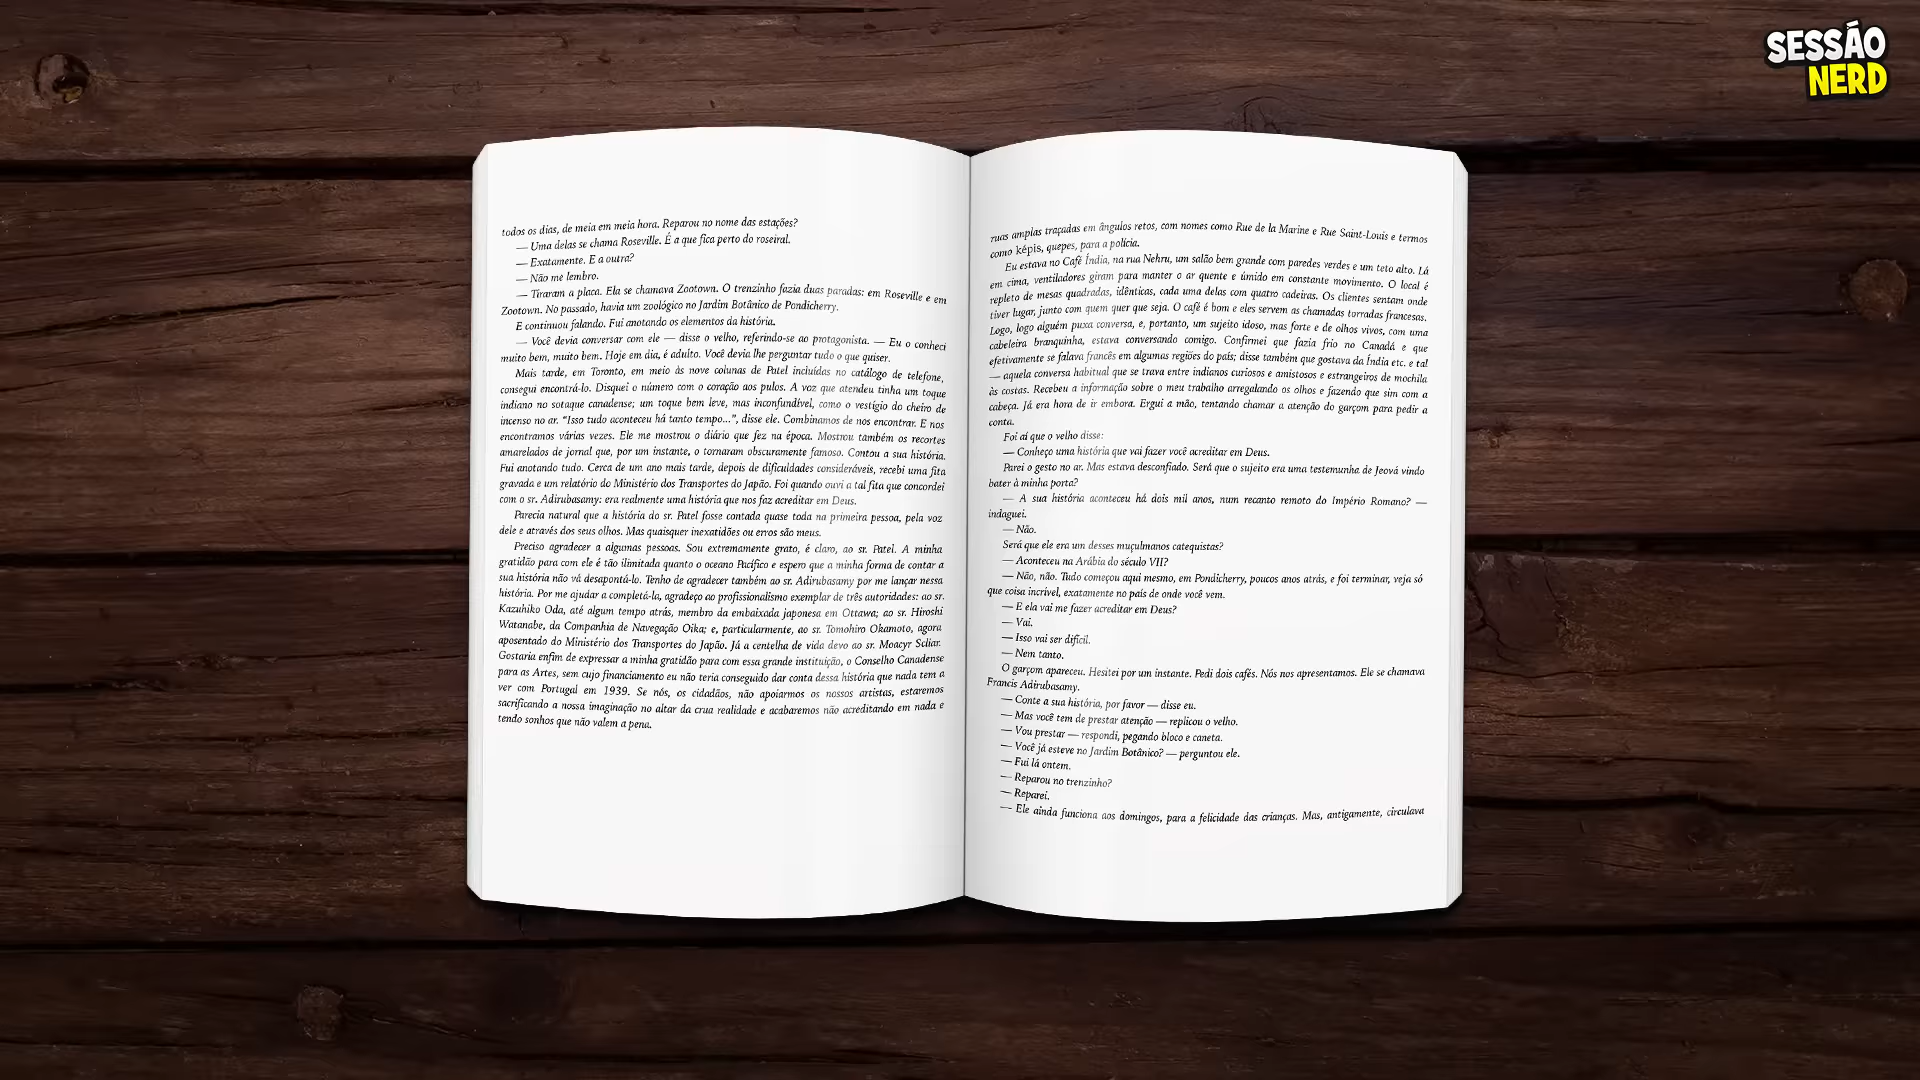 todos os dias, de meia em meia hora. Reparou no nome das estações?
— Uma delas se chama Roseville. É a que fica perto do roseiral.
— Exatamente. E a outra?
— Não me lembro.
— Tiraram a placa. Ela se chamava Zootown. O trenzinho fazia duas paradas: em Roseville e em
Zootown. No passado, havia um zoológico no Jardim Botânico de Pondicherry.
E continuou falando. Fui anotando os elementos da história.
— Você devia conversar com ele — disse o velho, referindo-se ao protagonista. — Eu o conheci
muito bem, muito bem. Hoje em dia, é adulto. Você devia lhe perguntar tudo o que quiser.
Mais tarde, em Toronto, em meio às nove colunas de Patel incluídas no catálogo de telefone,
consegui encontrá-lo. Disquei o número com o coração aos pulos. A voz que atendeu tinha um toque
indiano no sotaque canadense; um toque bem leve, mas inconfundível, como o vestígio do cheiro de
incenso no ar. “Isso tudo aconteceu há tanto tempo...”, disse ele. Combinamos de nos encontrar. E nos
encontramos várias vezes. Ele me mostrou o diário que fez na época. Mostrou também os recortes
amarelados de jornal que, por um instante, o tornaram obscuramente famoso. Contou a sua história.
Fui anotando tudo. Cerca de um ano mais tarde, depois de dificuldades consideráveis, recebi uma fita
gravada e um relatório do Ministério dos Transportes do Japão. Foi quando ouvi a tal fita que concordei
com o sr. Adirubasamy: era realmente uma história que nos faz acreditar em Deus.
Parecia natural que a história do sr. Patel fosse contada quase toda na primeira pessoa, pela voz
dele e através dos seus olhos. Mas quaisquer inexatidões ou erros são meus.
Preciso agradecer a algumas pessoas. Sou extremamente grato, é claro, ao sr. Patel. A minha
gratidão para com ele é tão ilimitada quanto o oceano Pacífico e espero que a minha forma de contar a
sua história não vá desapontá-lo. Tenho de agradecer também ao sr. Adirubasamy por me lançar nessa
história. Por me ajudar a completá-la, agradeço ao profissionalismo exemplar de três autoridades: ao sr.
Kazuhiko Oda, até algum tempo atrás, membro da embaixada japonesa em Ottawa; ao sr. Hiroshi
Watanabe, da Companhia de Navegação Oika; e, particularmente, ao sr. Tomohiro Okamoto, agora
aposentado do Ministério dos Transportes do Japão. Já a centelha de vida devo ao sr. Moacyr Scliar.
Gostaria enfim de expressar a minha gratidão para com essa grande instituição, o Conselho Canadense
para as Artes, sem cujo financiamento eu não teria conseguido dar conta dessa história que nada tem a
ver com Portugal em 1939. Se nós, os cidadãos, não apoiarmos os nossos artistas, estaremos
sacrificando a nossa imaginação no altar da crua realidade e acabaremos não acreditando em nada e
tendo sonhos que não valem a pena.
ruas amplas traçadas em ângulos retos, com nomes como Rue de la Marine e Rue Saint-Louis e termos
como képis, quepes, para a polícia.
Eu estava no Café Índia, na rua Nehru, um salão bem grande com paredes verdes e um teto alto. Lá
em cima, ventiladores giram para manter o ar quente e úmido em constante movimento. O local é
repleto de mesas quadradas, idênticas, cada uma delas com quatro cadeiras. Os clientes sentam onde
tiver lugar, junto com quem quer que seja. O café é bom e eles servem as chamadas torradas francesas.
Logo, logo alguém puxa conversa, e, portanto, um sujeito idoso, mas forte e de olhos vivos, com uma
cabeleira branquinha, estava conversando comigo. Confirmei que fazia frio no Canadá e que
efetivamente se falava francês em algumas regiões do país; disse também que gostava da Índia etc. e tal
— aquela conversa habitual que se trava entre indianos curiosos e amistosos e estrangeiros de mochila
às costas. Recebeu a informação sobre o meu trabalho arregalando os olhos e fazendo que sim com a
cabeça. Já era hora de ir embora. Ergui a mão, tentando chamar a atenção do garçom para pedir a
conta.
Foi aí que o velho disse:
— Conheço uma história que vai fazer você acreditar em Deus.
Parei o gesto no ar. Mas estava desconfiado. Será que o sujeito era uma testemunha de Jeová vindo
bater à minha porta?
— A sua história aconteceu há dois mil anos, num recanto remoto do Império Romano? —
indaguei.
— Não.
Será que ele era um desses muçulmanos catequistas?
— Aconteceu na Arábia do século VII?
— Não, não. Tudo começou aqui mesmo, em Pondicherry, poucos anos atrás, e foi terminar, veja só
que coisa incrível, exatamente no país de onde você vem.
— E ela vai me fazer acreditar em Deus?
— Vai.
— Isso vai ser difícil.
— Nem tanto.
O garçom apareceu. Hesitei por um instante. Pedi dois cafés. Nós nos apresentamos. Ele se chamava
Francis Adirubasamy.
— Conte a sua história, por favor — disse eu.
— Mas você tem de prestar atenção — replicou o velho.
— Vou prestar — respondi, pegando bloco e caneta.
— Você já esteve no Jardim Botânico? — perguntou ele.
— Fui lá ontem.
— Reparou no trenzinho?
— Reparei.
— Ele ainda funciona aos domingos, para a felicidade das crianças. Mas, antigamente, circulava
SESSÃO
NERD